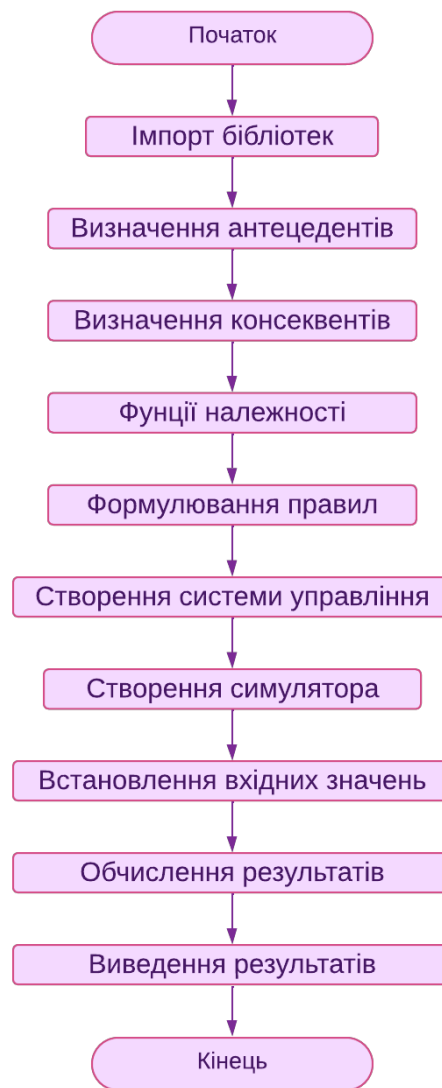 Початок
Імпорт бібліотек
Визначення антецедентів
Визначення консеквентів
Фунції належності
Формулювання правил
Створення системи управління
Створення симулятора
Встановлення вхідних значень
Обчислення результатів
Виведення результатів
Кінець